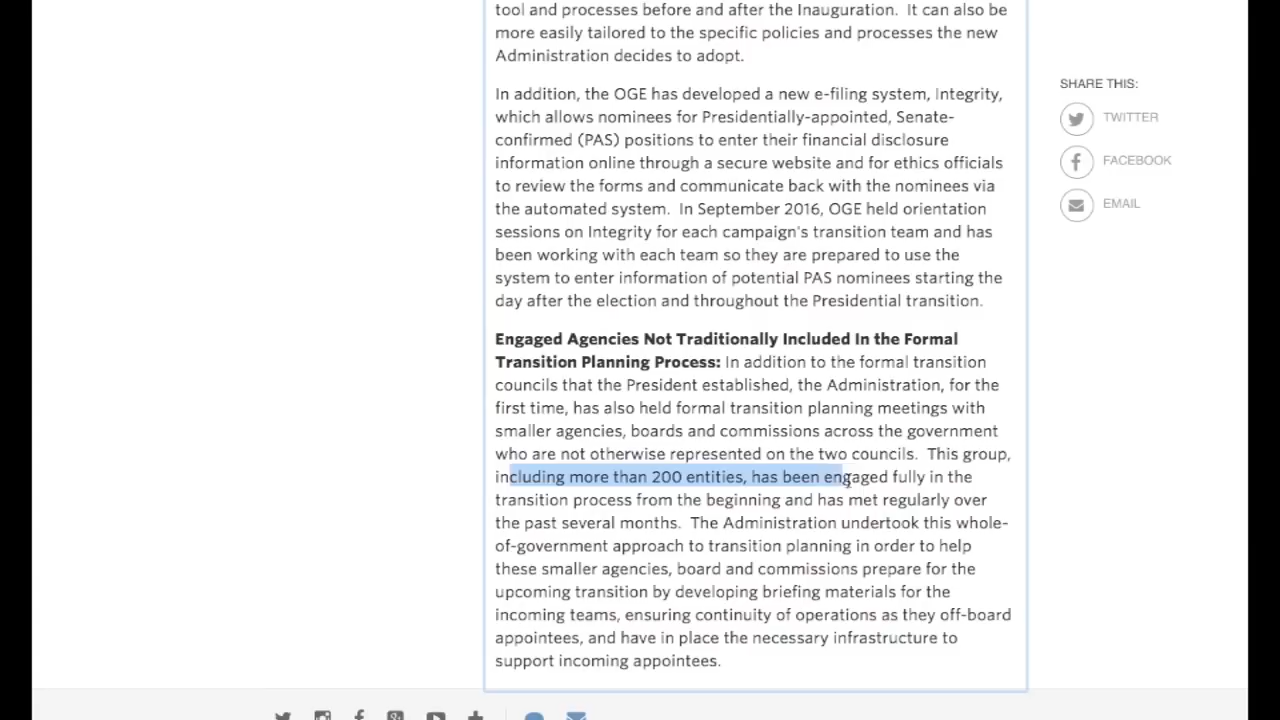 tool and processes before and after the Inauguration.  It can also be
more easily tailored to the specific policies and processes the new
Administration decides to adopt.
In addition, the OGE has developed a new e-filing system, Integrity,
which allows nominees for Presidentially-appointed, Senate-
confirmed (PAS) positions to enter their financial disclosure
information online through a secure website and for ethics officials
to review the forms and communicate back with the nominees via
the automated system.  In September 2016, OGE held orientation
sessions on Integrity for each campaign's transition team and has
been working with each team so they are prepared to use the
system to enter information of potential PAS nominees starting the
day after the election and throughout the Presidential transition.
Engaged Agencies Not Traditionally Included In the Formal
Transition Planning Process: In addition to the formal transition
councils that the President established, the Administration, for the
first time, has also held formal transition planning meetings with
smaller agencies, boards and commissions across the government
who are not otherwise represented on the two councils.  This group,
including more than 200 entities, has been engaged fully in the
transition process from the beginning and has met regularly over
the past several months.  The Administration undertook this whole-
of-government approach to transition planning in order to help
these smaller agencies, board and commissions prepare for the
upcoming transition by developing briefing materials for the
incoming teams, ensuring continuity of operations as they off-board
appointees, and have in place the necessary infrastructure to
support incoming appointees.
SHARE THIS:
TWITTER
FACEBOOK
EMAIL